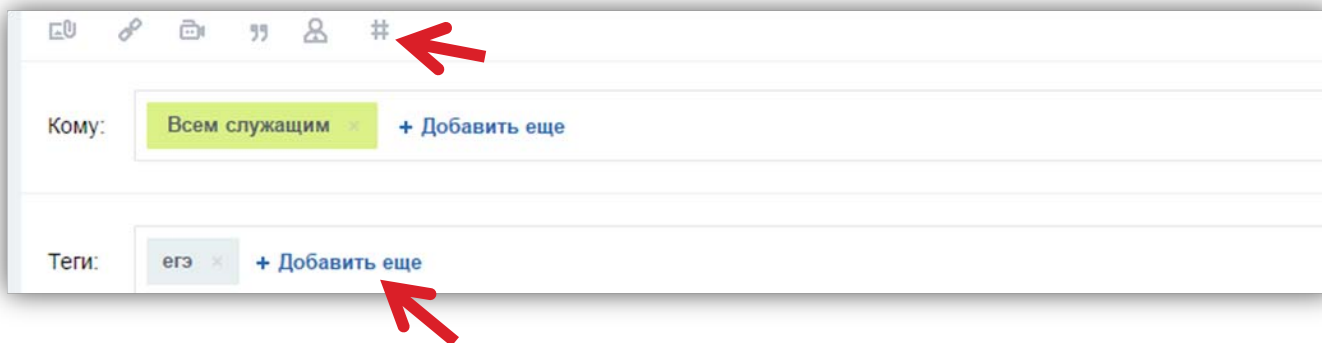 #
Кому: Всем служащим × + Добавить еще
Теги: егэ × + Добавить еще